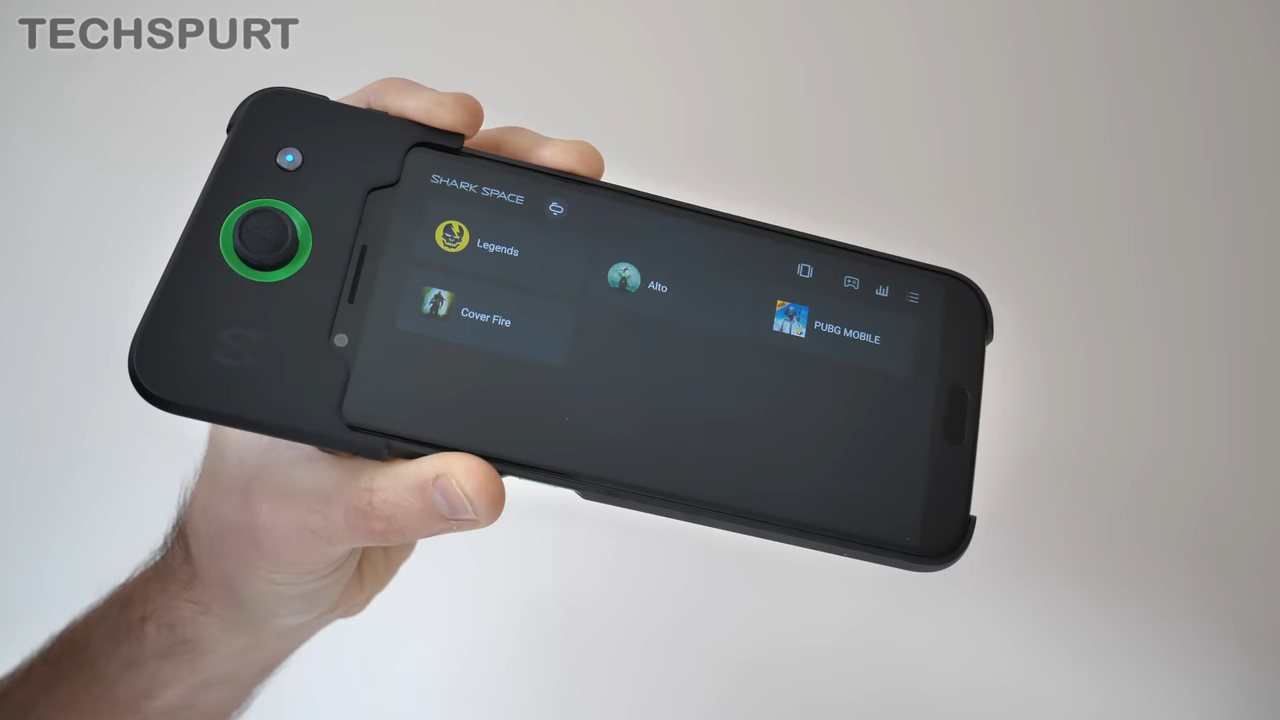 TECHSPURT
SHARK SPACE
Legends
Alto
Cover Fire
PUBG MOBILE
S